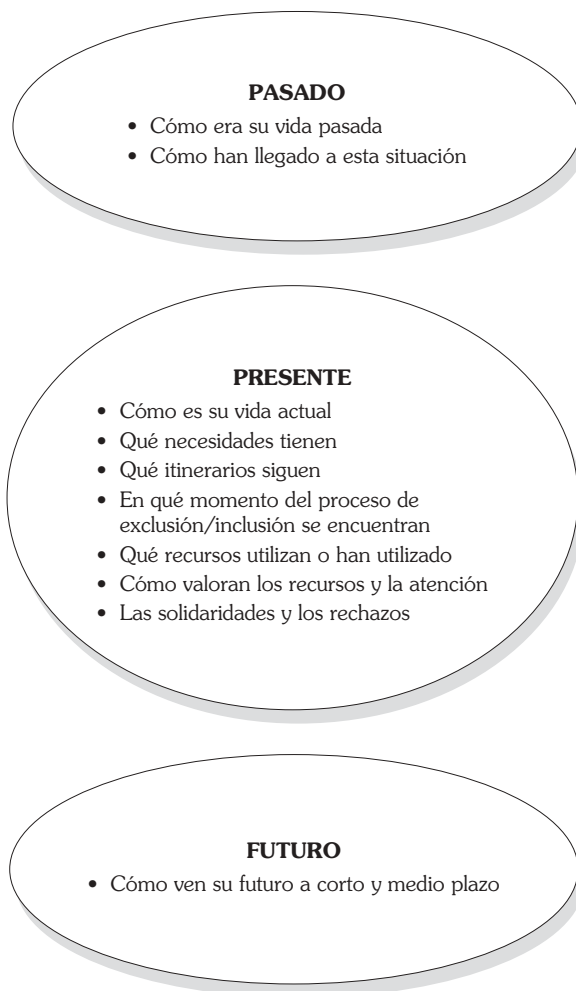 PASADO
• Cómo era su vida pasada
• Cómo han llegado a esta situación
PRESENTE
• Cómo es su vida actual
• Qué necesidades tienen
• Qué itinerarios siguen
• En qué momento del proceso de
exclusión/inclusión se encuentran
• Qué recursos utilizan o han utilizado
• Cómo valoran los recursos y la atención
• Las solidaridades y los rechazos
FUTURO
• Cómo ven su futuro a corto y medio plazo